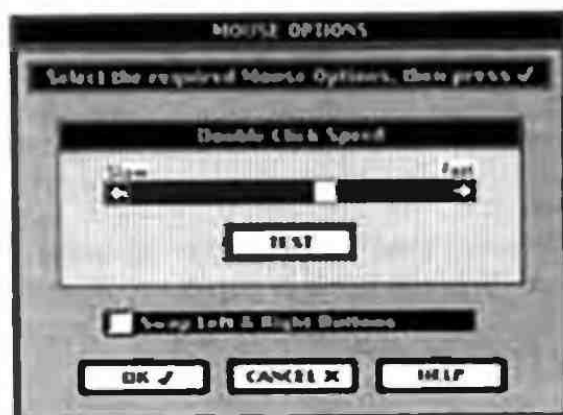 MOUSE OPTIONS
Select the required Mouse Options, then press ✓
Double Click Speed
Slow Fast
TEST
Swap Left & Right Buttons
OK ✓ CANCEL X HELP